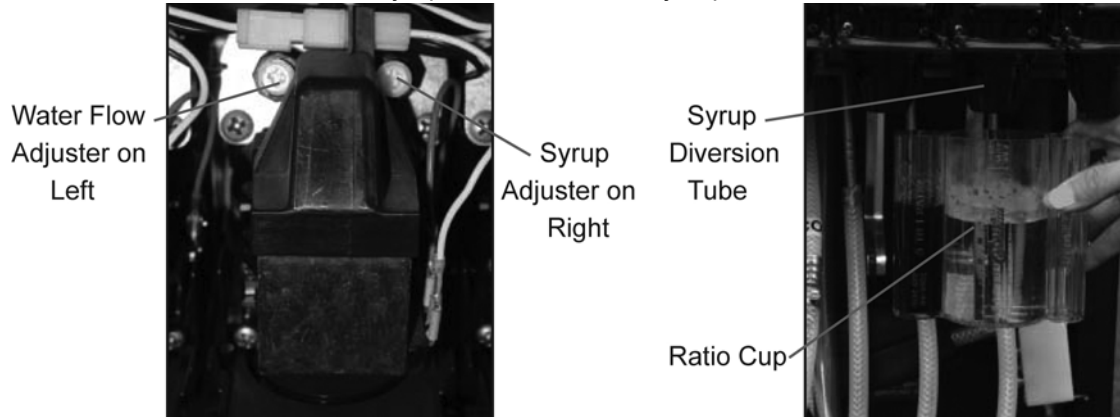 Water Flow
Adjuster on
Left
Syrup
Adjuster on
Right
Syrup
Diversion
Tube
Ratio Cup